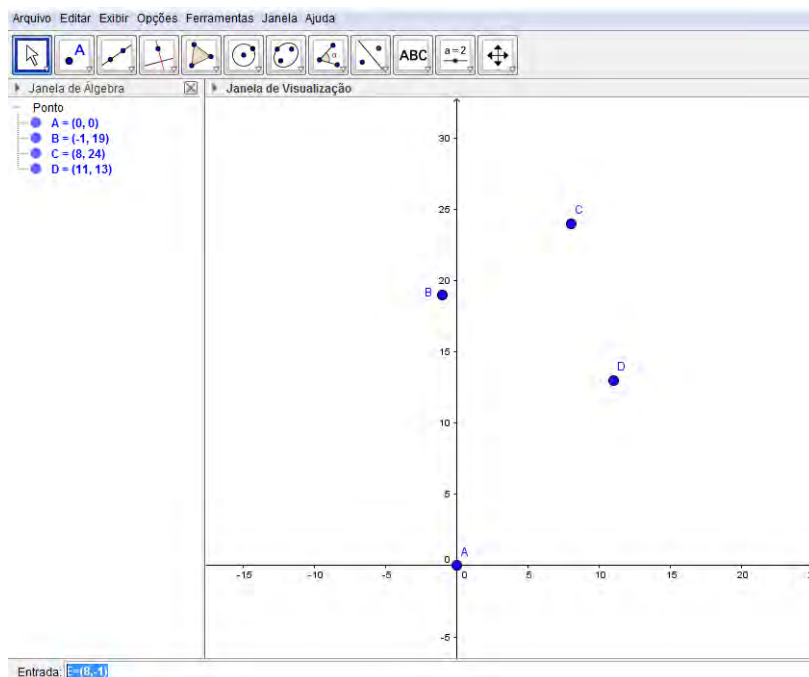 Arquivo Editar Exibir Opções Ferramentas Janela Ajuda
A ABC a=2
α
Janela de Álgebra
Janela de Visualização
Ponto
A = (0, 0)
B = (-1, 19)
C = (8, 24)
D = (11, 13)
30
25
C
20
B
15
D
10
5
A
0
-15 -10 -5 0 5 10 15 20
-5
Entrada: E=(8,-1)